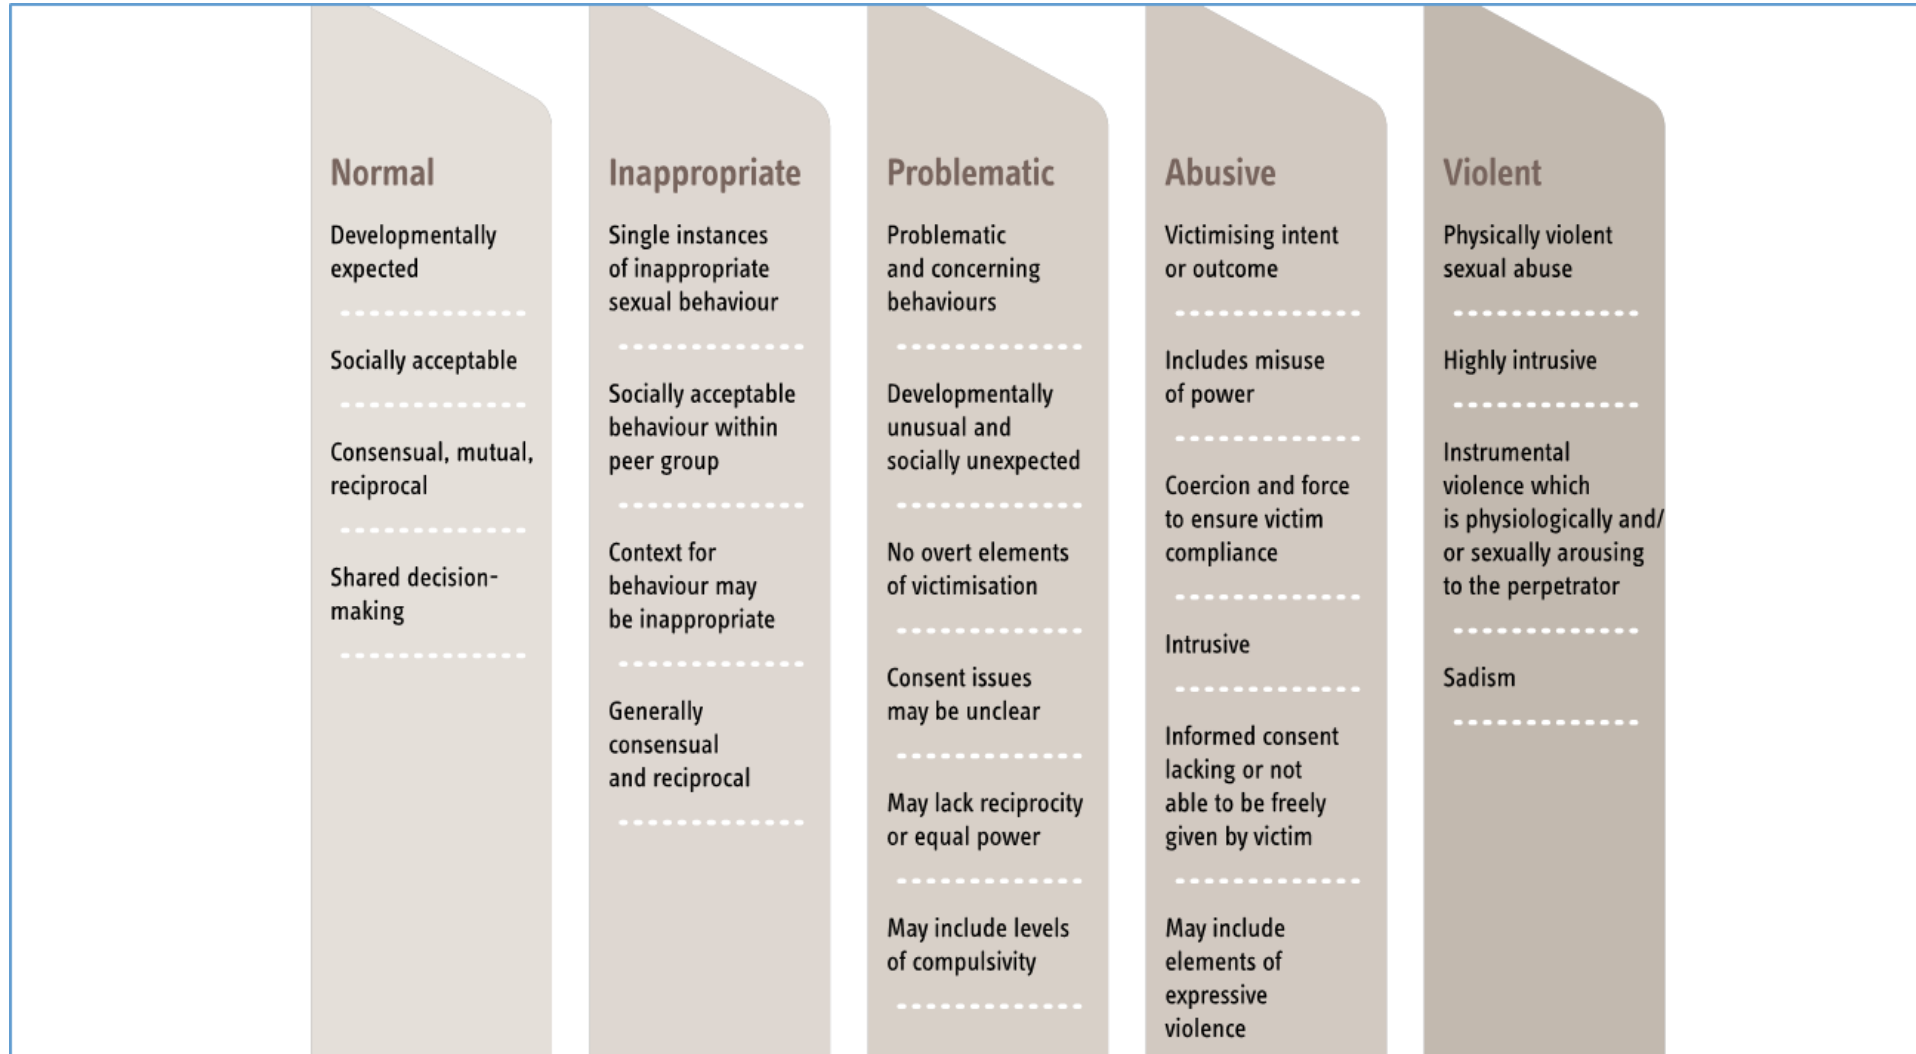 Normal
Developmentally
expected
Socially acceptable
Consensual, mutual,
reciprocal
Shared decision-
making
Inappropriate
Single instances
of inappropriate
sexual behaviour
Socially acceptable
behaviour within
peer group
Context for
behaviour may
be inappropriate
Generally
consensual
and reciprocal
Problematic
Problematic
and concerning
behaviours
Developmentally
unusual and
socially unexpected
No overt elements
of victimisation
Consent issues
may be unclear
May lack reciprocity
or equal power
May include levels
of compulsivity
Abusive
Victimising intent
or outcome
Includes misuse
of power
Coercion and force
to ensure victim
compliance
Intrusive
Informed consent
lacking or not
able to be freely
given by victim
May include
elements of
expressive
violence
Violent
Physically violent
sexual abuse
Highly intrusive
Instrumental
violence which
is physiologically and/
or sexually arousing
to the perpetrator
Sadism